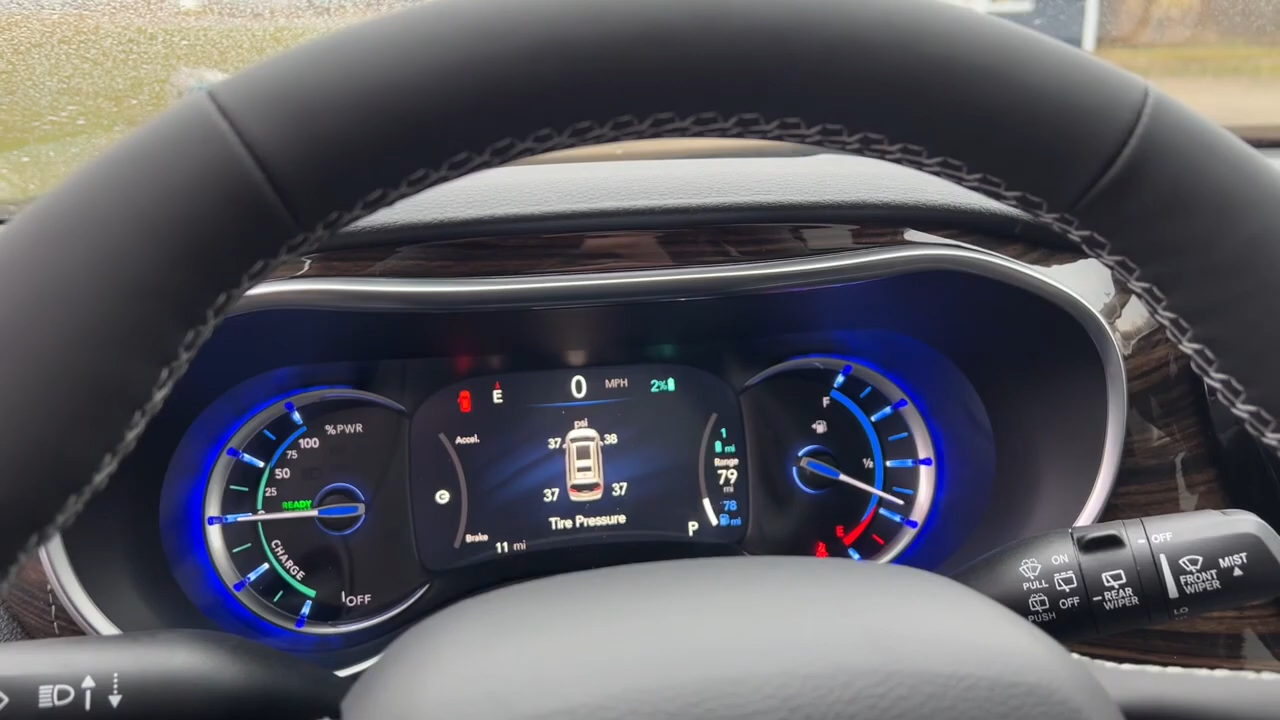 %PWR
100
75
50
25
READY
0
CHARGE
OFF
E
0 MPH
2%
Accel.
psi
37 38
37 37
Tire Pressure
Brake
11 mi
1
mi
Range
79
mi
78
mi
P
F
½
E
PULL
ON
OFF
PUSH
REAR
WIPER
OFF
FRONT
WIPER
MIST
LO